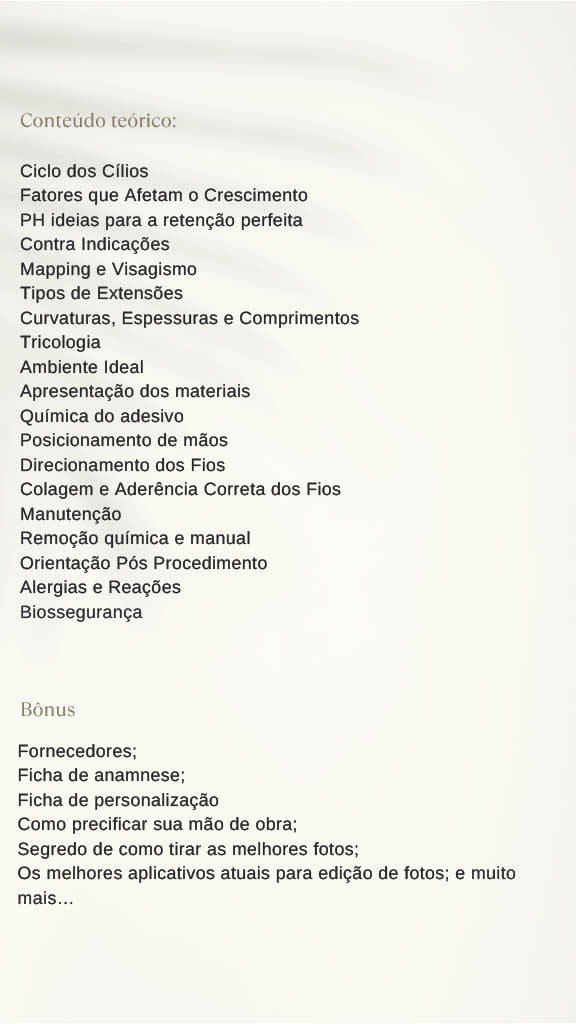 Conteúdo teórico:
Ciclo dos Cílios
Fatores que Afetam o Crescimento
PH ideias para a retenção perfeita
Contra Indicações
Mapping e Visagismo
Tipos de Extensões
Curvaturas, Espessuras e Comprimentos
Tricologia
Ambiente Ideal
Apresentação dos materiais
Química do adesivo
Posicionamento de mãos
Direcionamento dos Fios
Colagem e Aderência Correta dos Fios
Manutenção
Remoção química e manual
Orientação Pós Procedimento
Alergias e Reações
Biossegurança
Bônus
Fornecedores;
Ficha de anamnese;
Ficha de personalização
Como precificar sua mão de obra;
Segredo de como tirar as melhores fotos;
Os melhores aplicativos atuais para edição de fotos; e muito
mais...